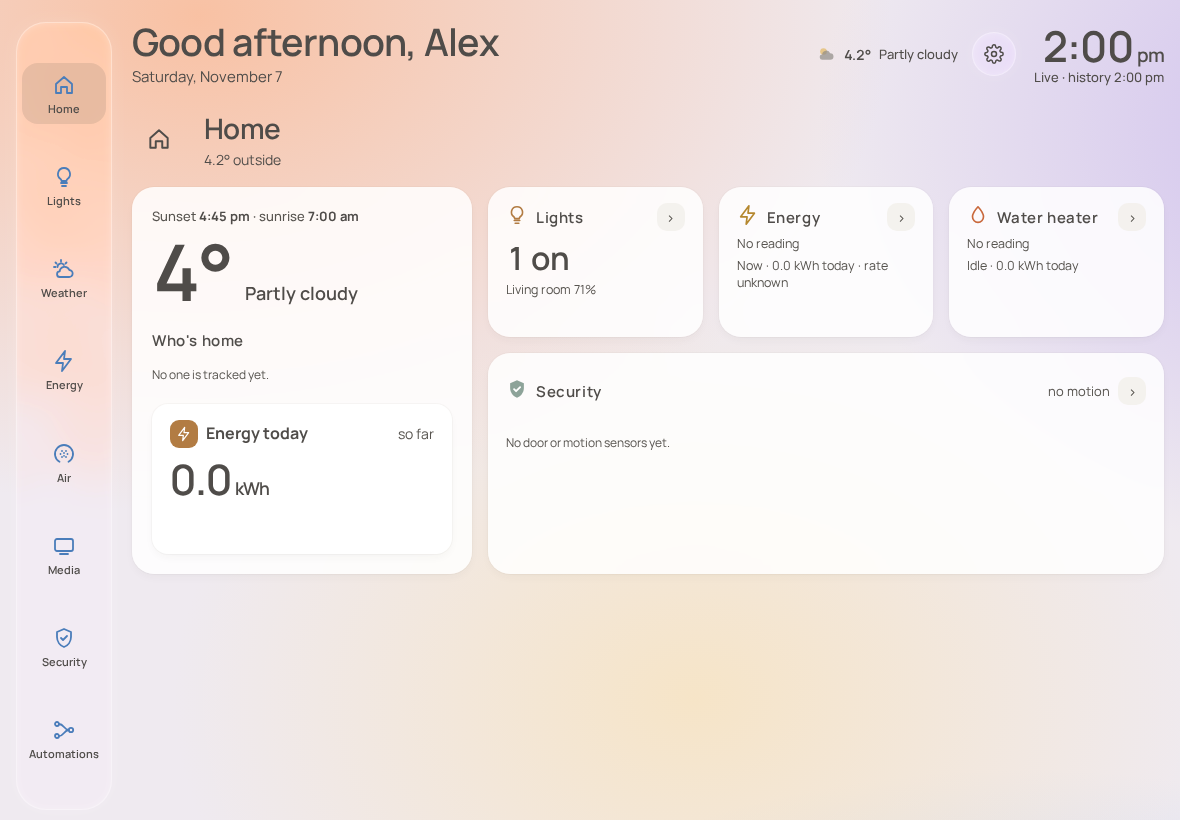 Home
Lights
Weather
Energy
Air
Media
Security
Automations
Good afternoon, Alex
Saturday, November 7
4.2° Partly cloudy
2:00 pm
Live · history 2:00 pm
Home
4.2° outside
Sunset 4:45 pm · sunrise 7:00 am
4° Partly cloudy
Who's home
No one is tracked yet.
Energy today so far
0.0 kWh
Lights
1 on
Living room 71%
Energy
No reading
Now · 0.0 kWh today · rate
unknown
Water heater
No reading
Idle · 0.0 kWh today
Security no motion
No door or motion sensors yet.